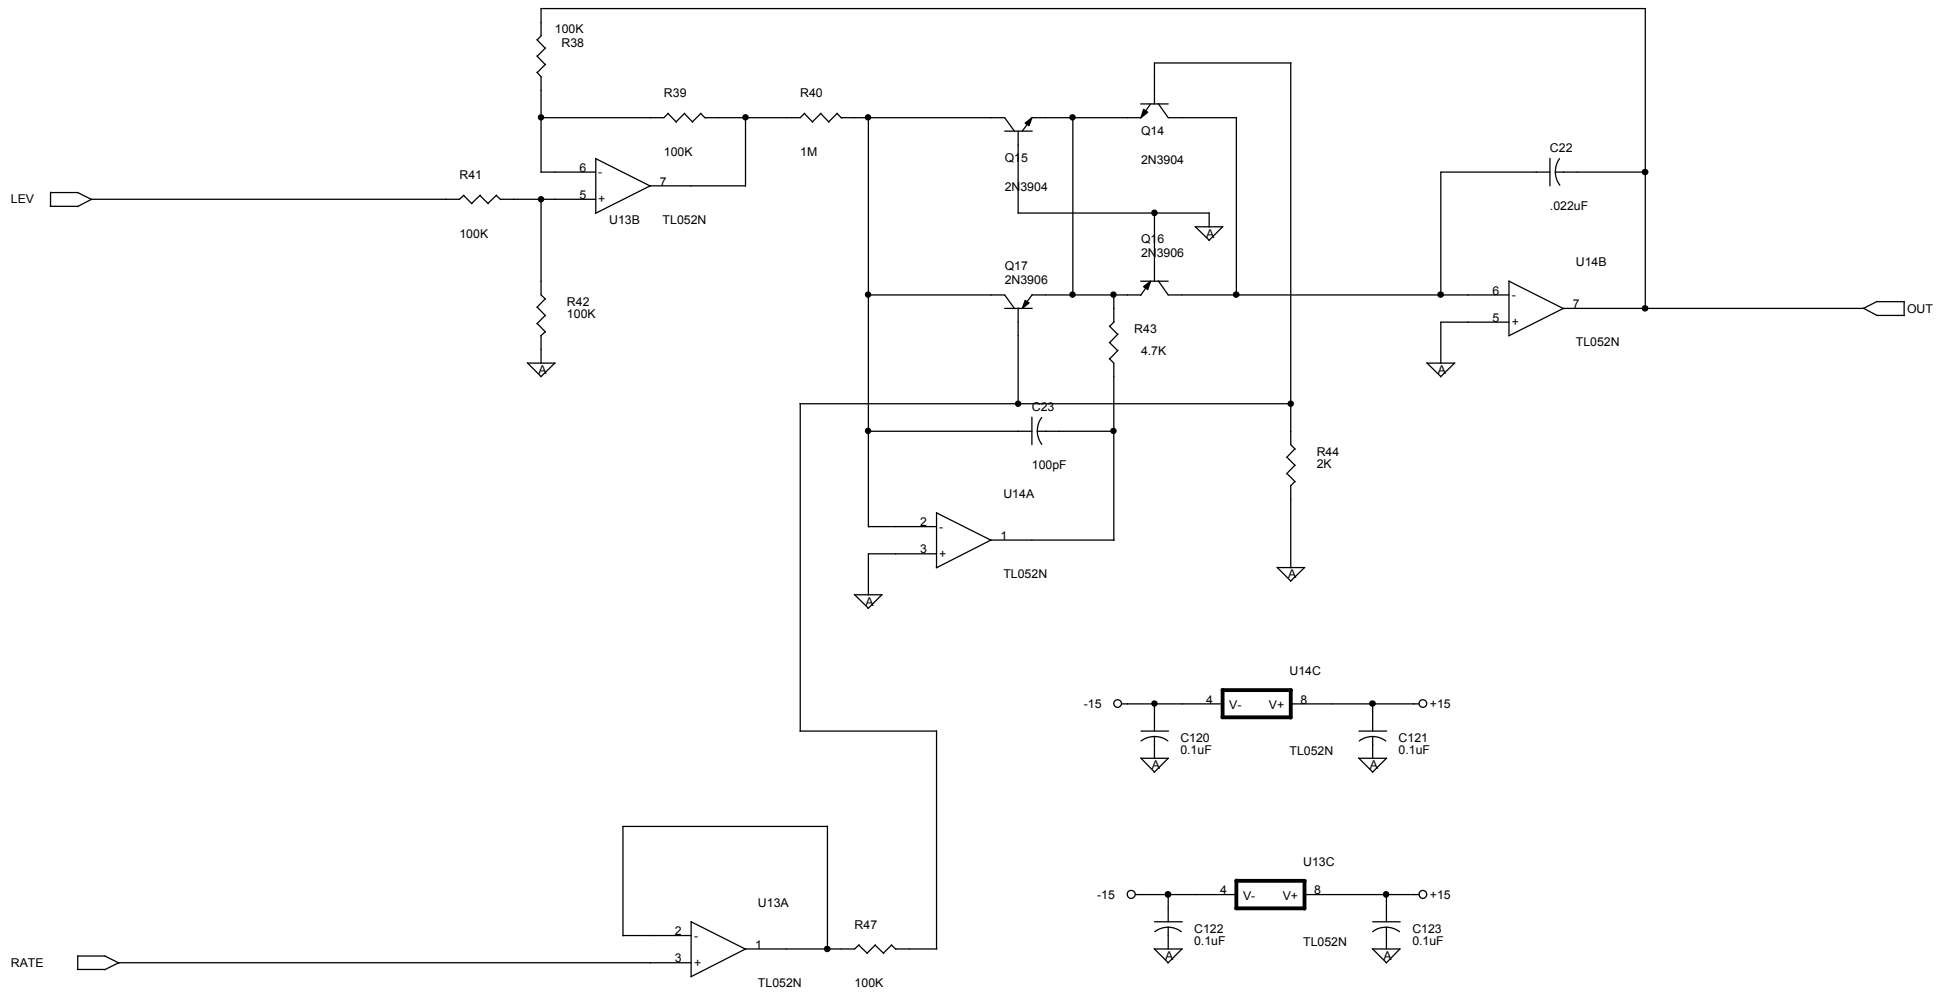 100K
R38
R39
100K
R40
1M
Q15
2N3904
Q14
2N3904
C22
.022uF
LEV
R41
100K
6
-
5
+
7
U13B
TL052N
A
Q16
2N3906
Q17
2N3906
U14B
R42
100K
6
-
5
+
7
OUT
R43
4.7K
TL052N
A
A
C23
100pF
R44
2K
U14A
2
-
3
+
1
TL052N
A
A
U14C
-15
4
V-
V+
8
+15
C120
0.1uF
TL052N
C121
0.1uF
A
A
U13C
-15
4
V-
V+
8
+15
C122
0.1uF
TL052N
C123
0.1uF
A
A
U13A
2
-
3
+
1
R47
RATE
TL052N
100K